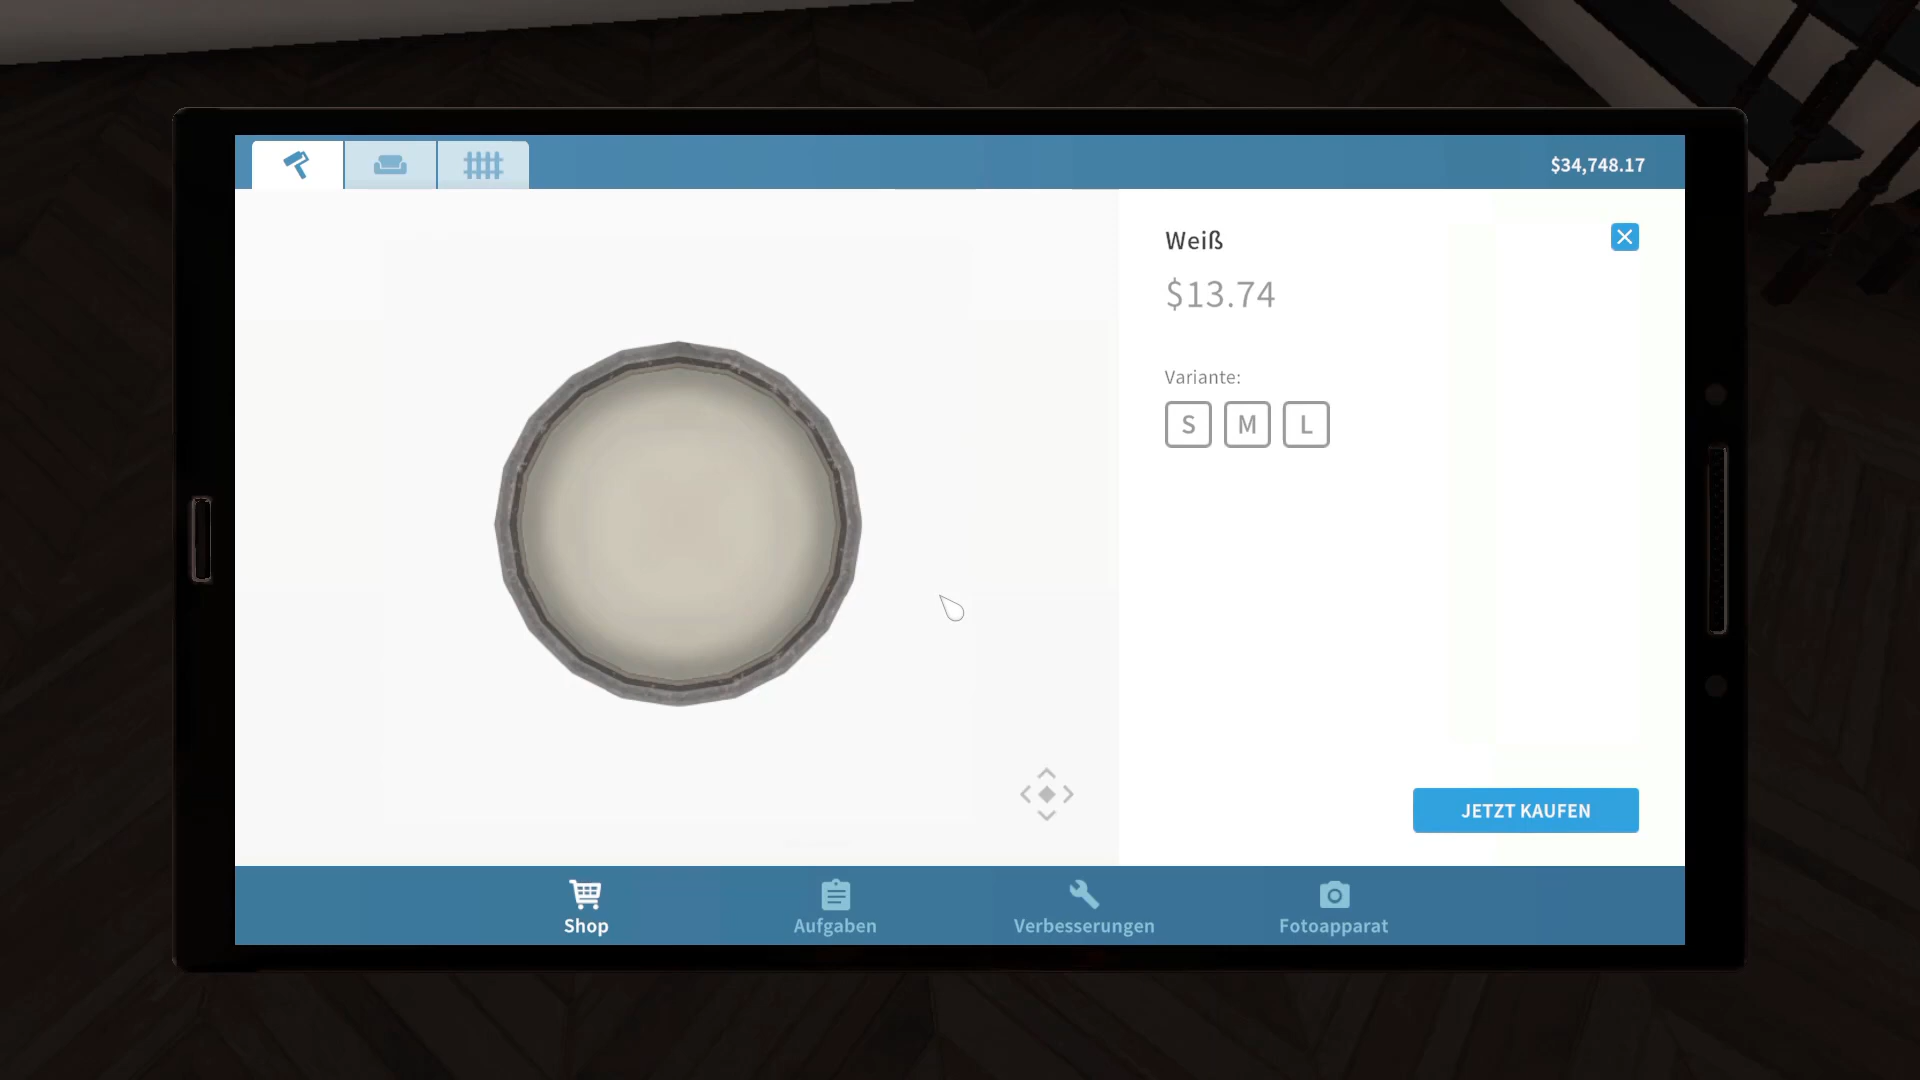 $34,748.17
Weiß
$13.74
Variante:
S M L
JETZT KAUFEN
Shop Aufgaben Verbesserungen Fotoapparat